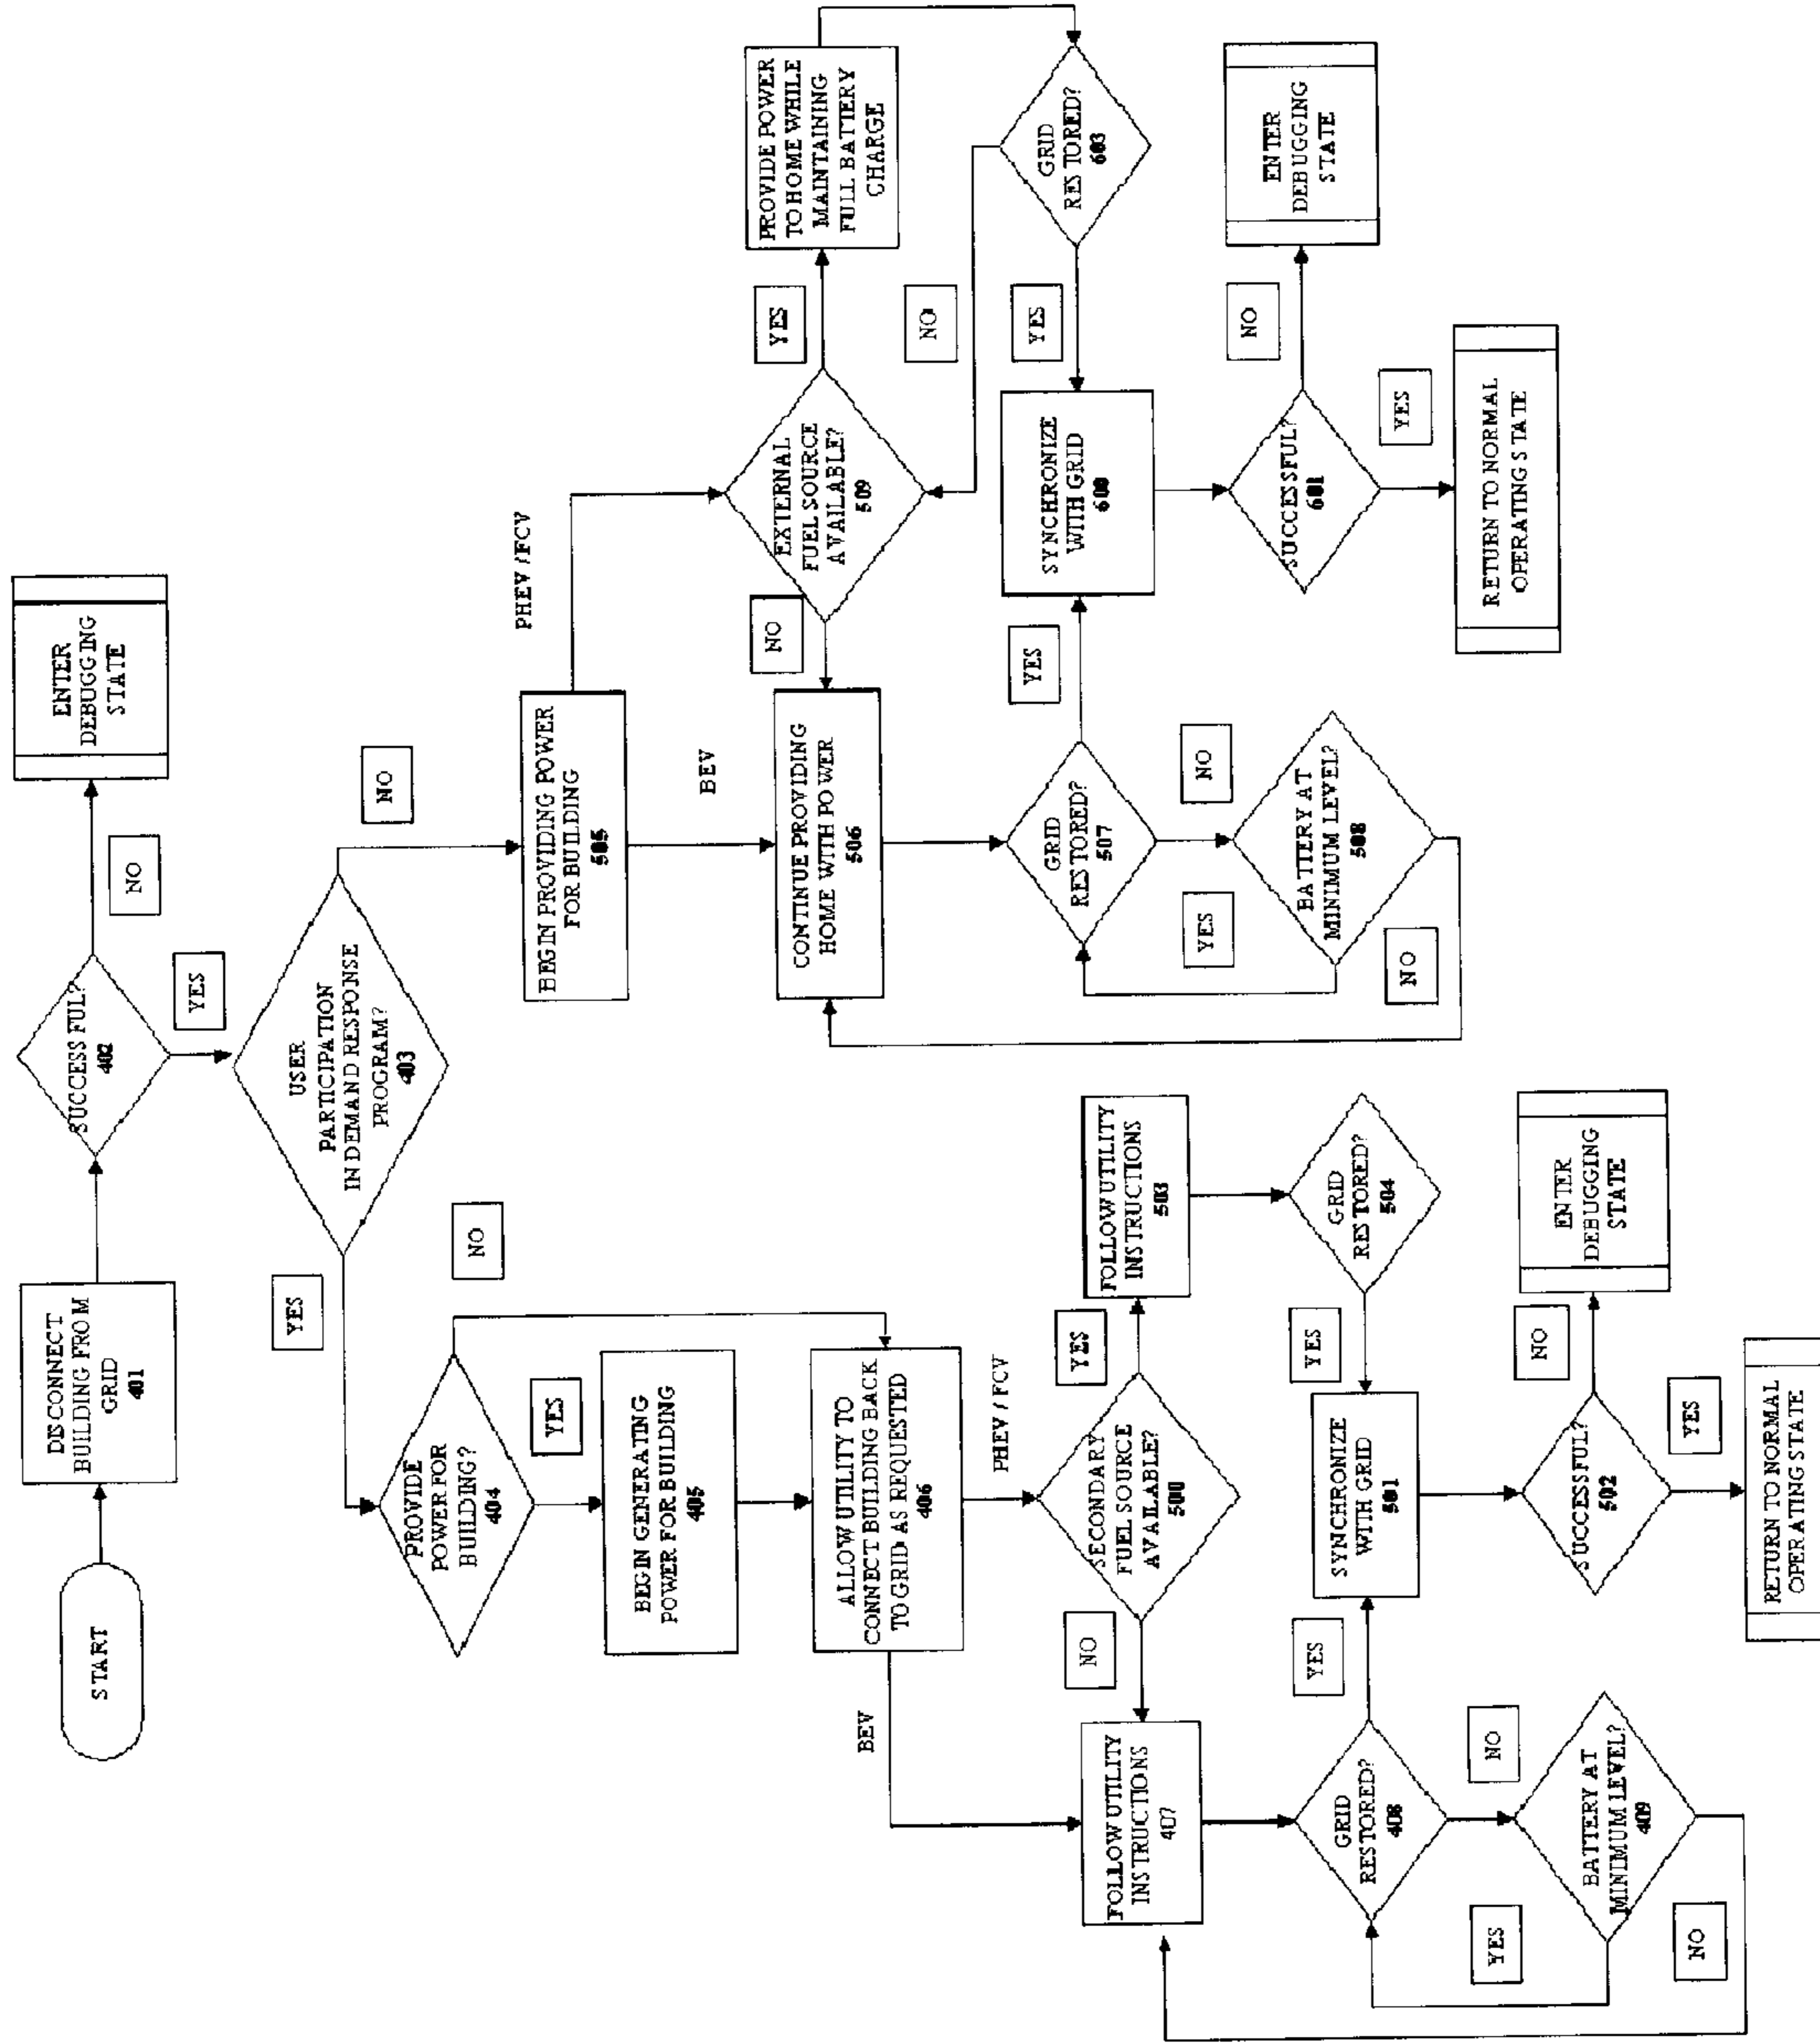 START
DISCONNECT
BUILDING FROM
GRID
401
SUCCESSFUL?
402
NO
ENTER
DEBUGGING
STATE
YES
USER
PARTICIPATION
IN DEMAND RESPONSE
PROGRAM?
403
YES
NO
PROVIDE
POWER FOR
BUILDING?
404
NO
YES
BEGIN GENERATING
POWER FOR BUILDING
405
ALLOW UTILITY TO
CONNECT BUILDING BACK
TO GRID AS REQUESTED
406
BEV
PHEV / FCV
SECONDARY
FUEL SOURCE
AVAILABLE?
500
NO
YES
FOLLOW UTILITY
INSTRUCTIONS
407
FOLLOW UTILITY
INSTRUCTIONS
503
GRID
RESTORED?
408
YES
NO
SYNCHRONIZE
WITH GRID
501
YES
GRID
RESTORED?
504
BATTERY AT
MINIMUM LEVEL?
409
YES
NO
SUCCESSFUL?
502
NO
ENTER
DEBUGGING
STATE
YES
RETURN TO NORMAL
OPERATING STATE
BEGIN PROVIDING POWER
FOR BUILDING
505
PHEV / FCV
BEV
EXTERNAL
FUEL SOURCE
AVAILABLE?
509
NO
YES
PROVIDE POWER
TO HOME WHILE
MAINTAINING
FULL BATTERY
CHARGE
CONTINUE PROVIDING
HOME WITH POWER
506
NO
GRID
RESTORED?
603
YES
GRID
RESTORED?
507
YES
NO
SYNCHRONIZE
WITH GRID
600
BATTERY AT
MINIMUM LEVEL?
508
YES
NO
SUCCESSFUL?
601
NO
ENTER
DEBUGGING
STATE
YES
RETURN TO NORMAL
OPERATING STATE